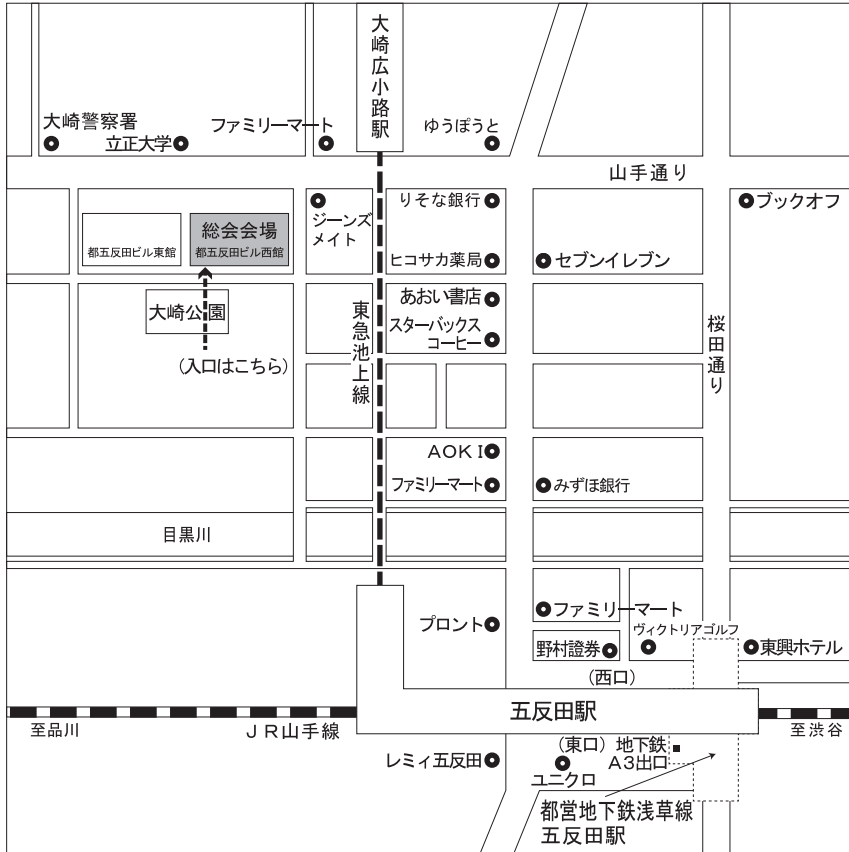 大崎広小路駅
大崎警察署
立正大学
ファミリーマート
ゆうぽうと
山手通り
ジーンズ
メイト
りそな銀行
ブックオフ
総会会場
都五反田ビル西館
都五反田ビル東館
ヒコサカ薬局
セブンイレブン
大崎公園
(入口はこちら)
東急池上線
あおい書店
スターバックス
コーヒー
桜田通り
AOKI
ファミリーマート
みずほ銀行
目黒川
プロント
ファミリーマート
ヴィクトリアゴルフ
野村證券
東興ホテル
(西口)
五反田駅
至品川
JR山手線
至渋谷
(東口)
地下鉄
A3出口
レミィ五反田
ユニクロ
都営地下鉄浅草線
五反田駅